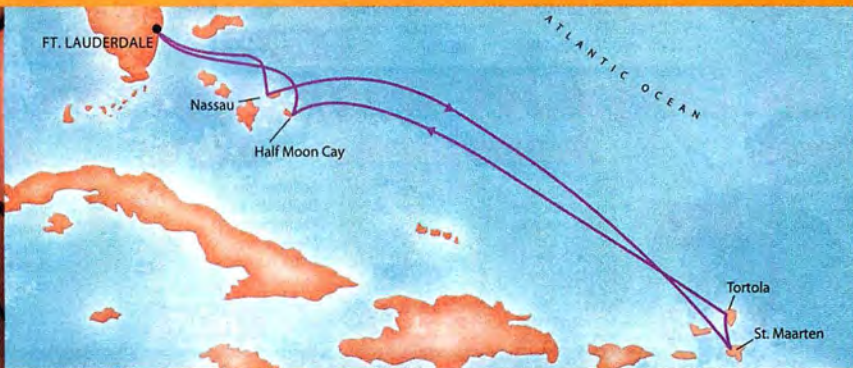 FT. LAUDERDALE
ATLANTIC OCEAN
Nassau
Half Moon Cay
Tortola
St. Maarten